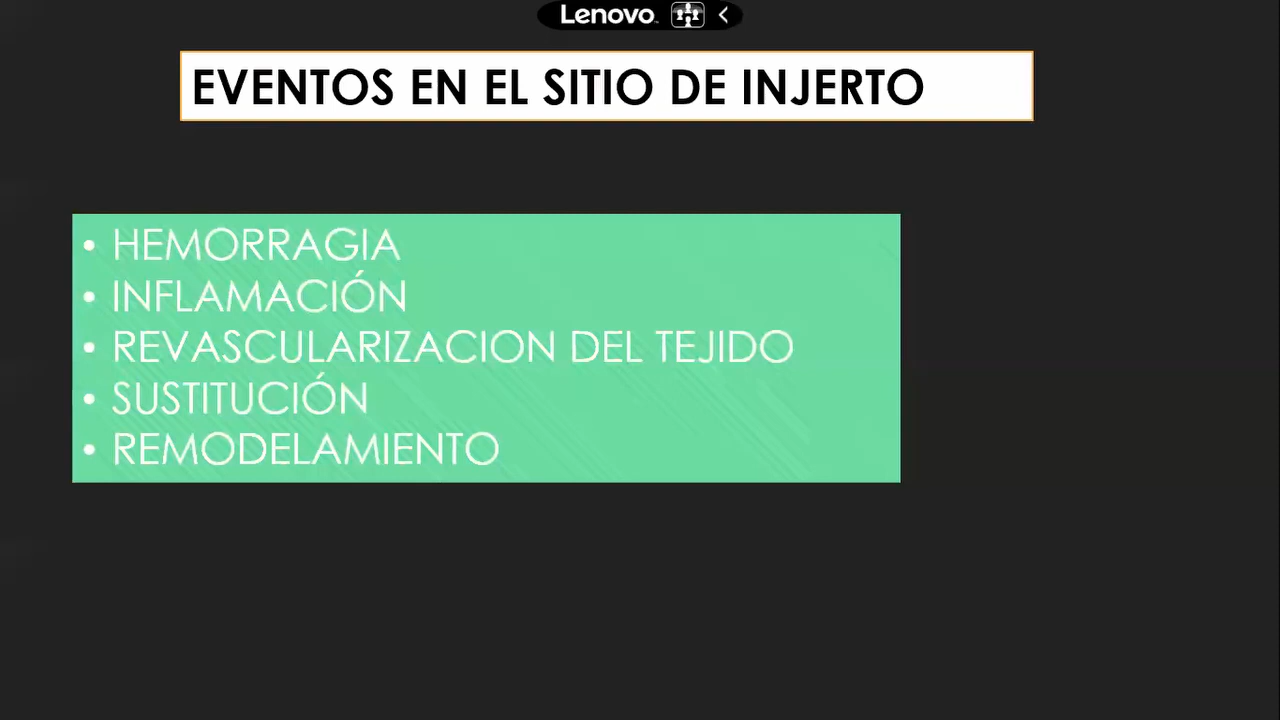 Lenovo
EVENTOS EN EL SITIO DE INJERTO
• HEMORRAGIA
• INFLAMACIÓN
• REVASCULARIZACION DEL TEJIDO
• SUSTITUCIÓN
• REMODELAMIENTO